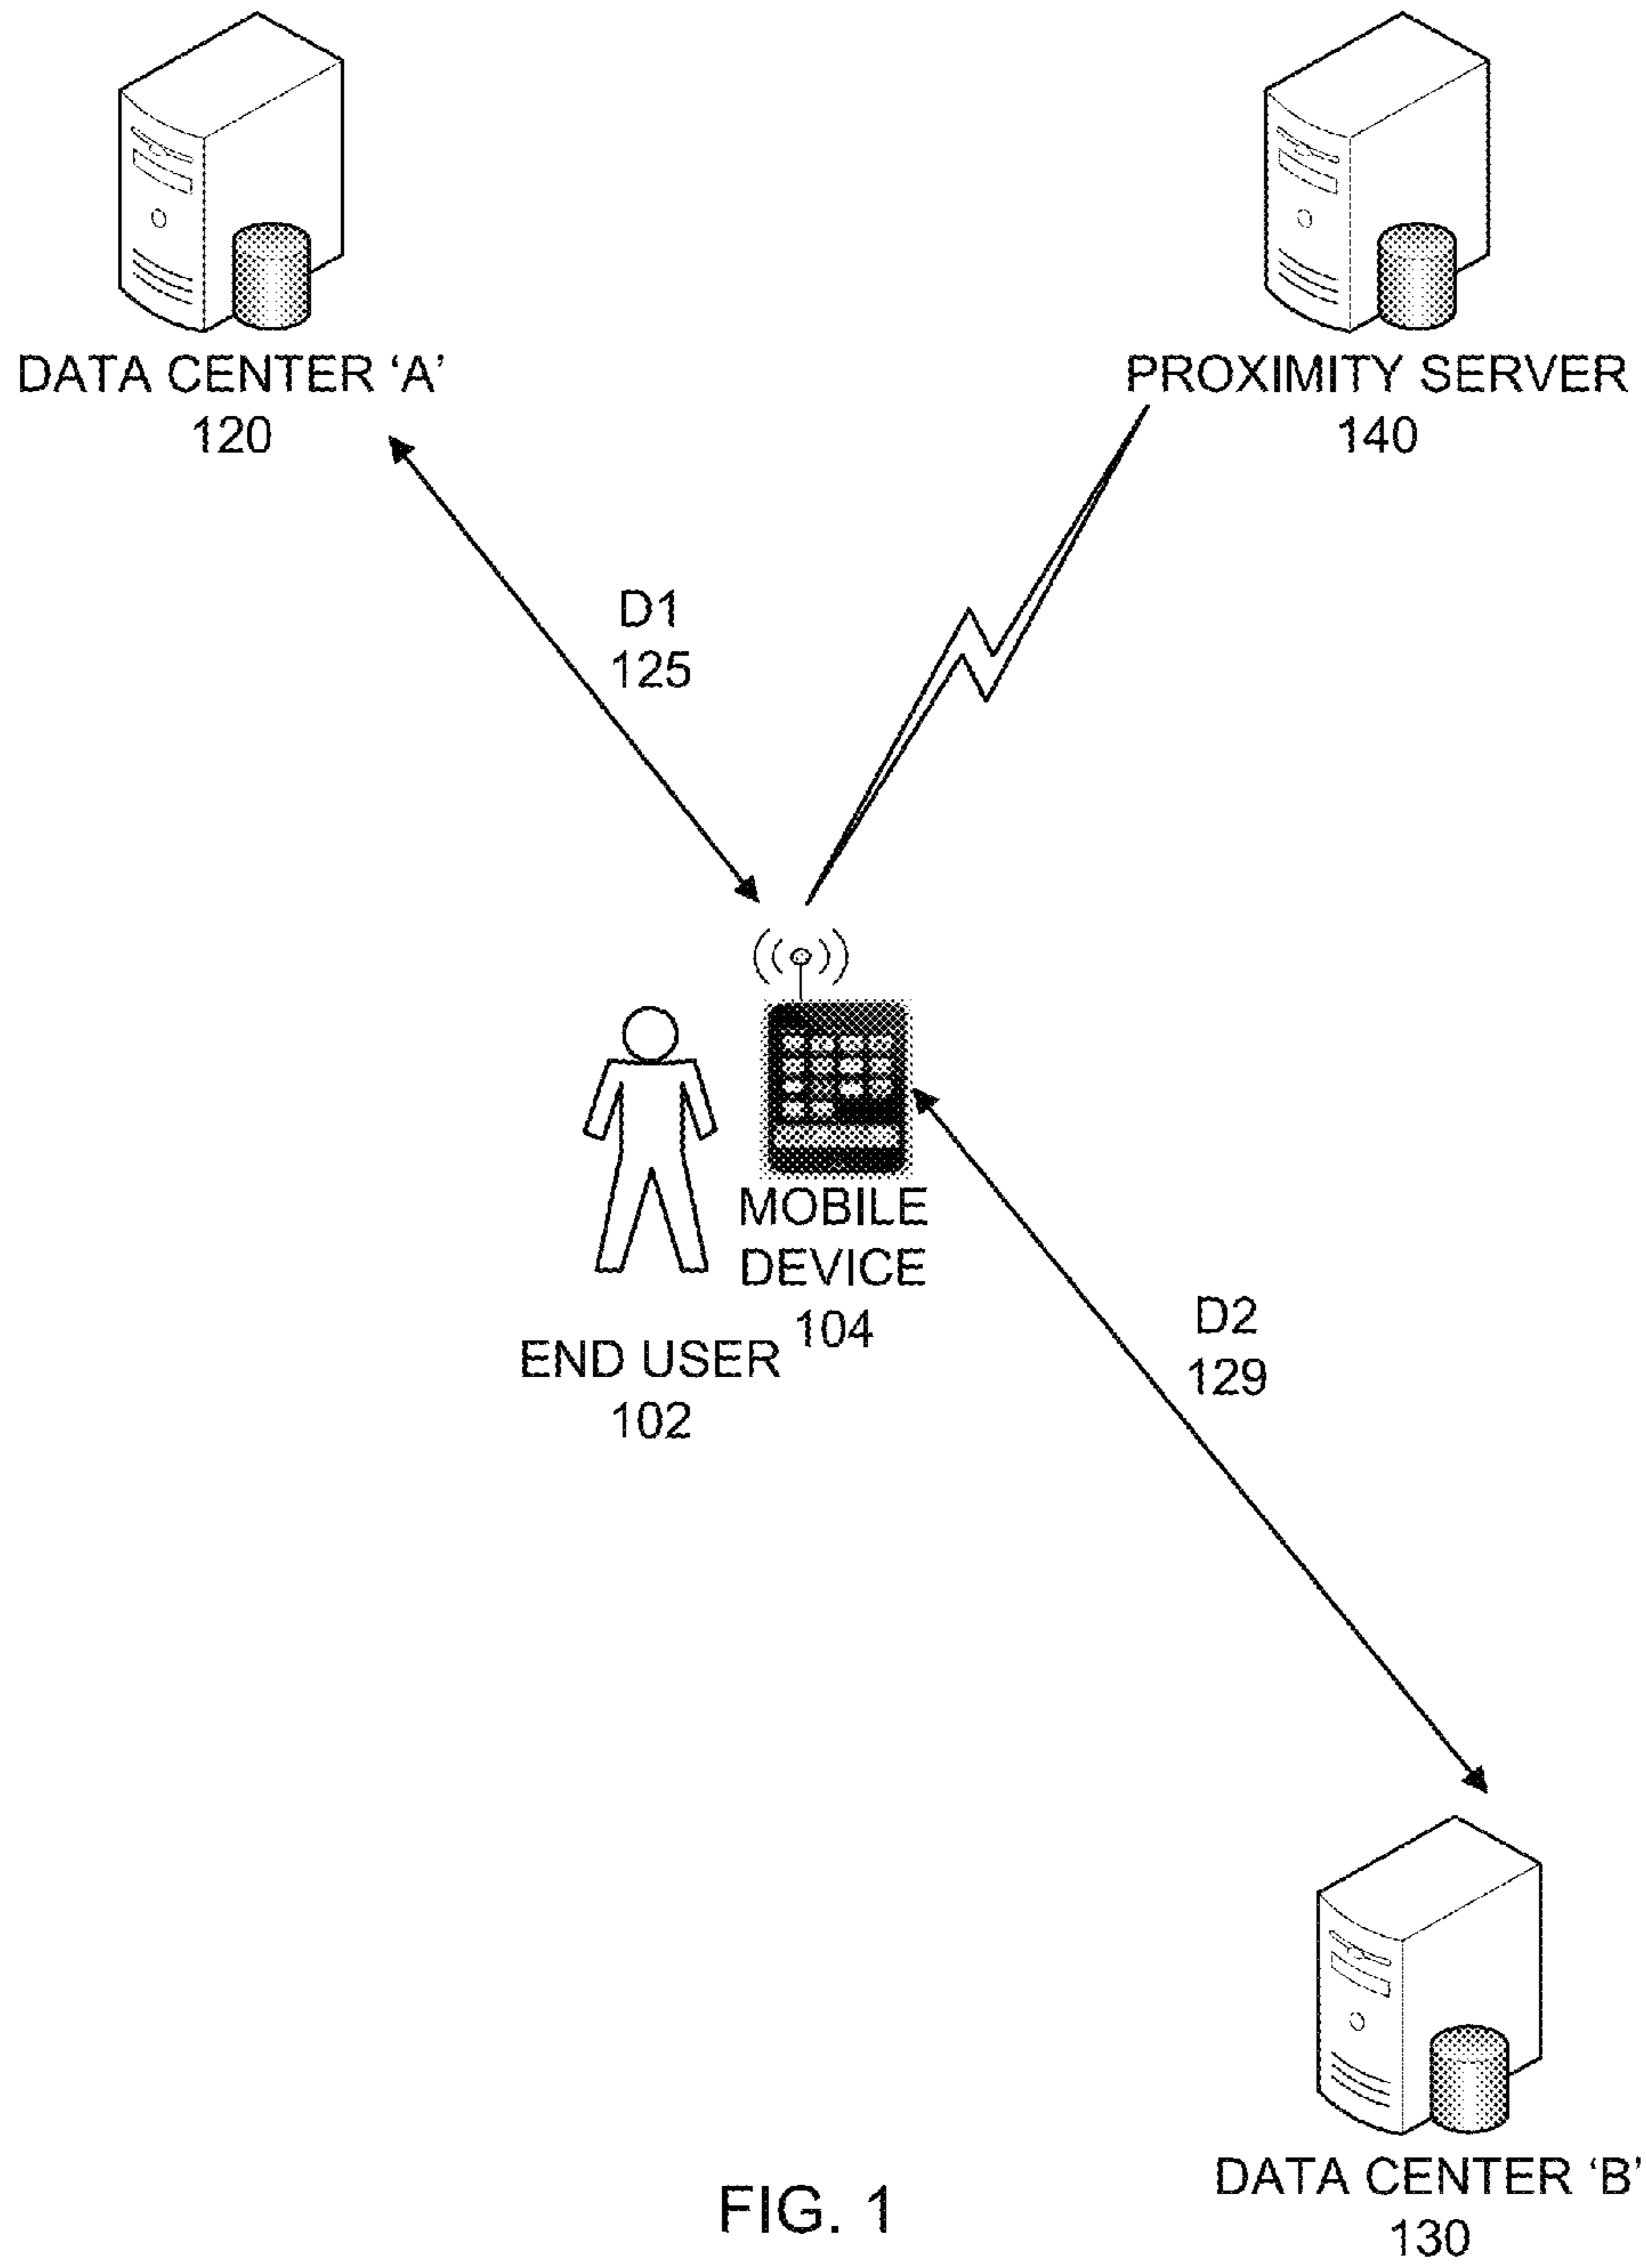 DATA CENTER ‘A’
120
PROXIMITY SERVER
140
D1
125
MOBILE
DEVICE
104
END USER
102
D2
129
DATA CENTER ‘B’
130
FIG. 1